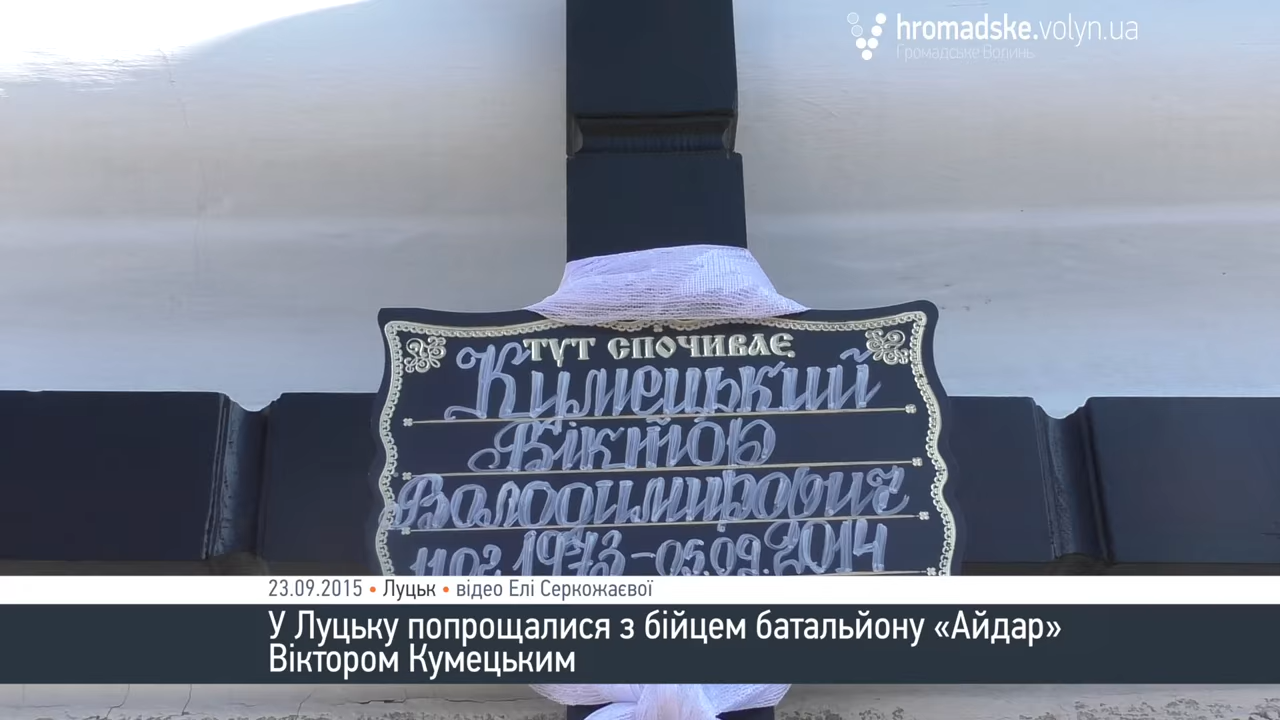 hromadske.volyn.ua
Громадське Волинь
ТУТ СПОЧИВАЄ
Кумецький
Віктор
Володимирович
11.02.1973-05.09.2014
23.09.2015 • Луцьк • відео Елі Серкожаєвої
У Луцьку попрощалися з бійцем батальйону «Айдар»
Віктором Кумецьким